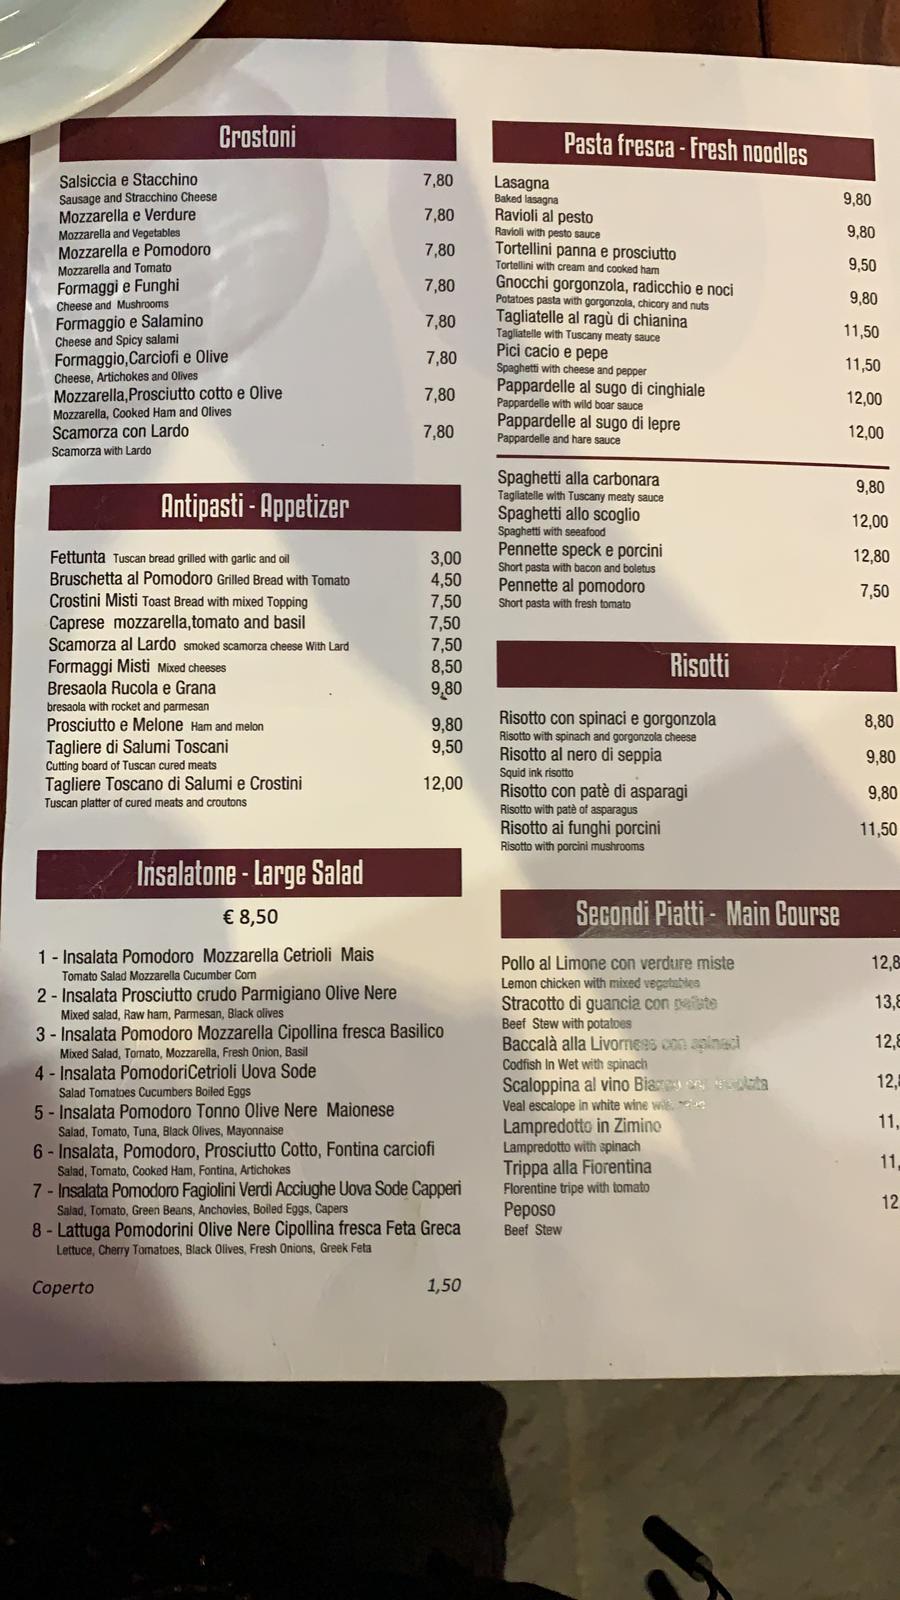 Crostoni
Salsiccia e Stacchino 7,80
Sausage and Stracchino Cheese
Mozzarella e Verdure 7,80
Mozzarella and Vegetables
Mozzarella e Pomodoro 7,80
Mozzarella and Tomato
Formaggi e Funghi 7,80
Cheese and Mushrooms
Formaggio e Salamino 7,80
Cheese and Spicy salami
Formaggio,Carciofi e Olive 7,80
Cheese, Artichokes and Olives
Mozzarella,Prosciutto cotto e Olive 7,80
Mozzarella, Cooked Ham and Olives
Scamorza con Lardo 7,80
Scamorza with Lardo
Antipasti - Appetizer
Fettunta Tuscan bread grilled with garlic and oil 3,00
Bruschetta al Pomodoro Grilled Bread with Tomato 4,50
Crostini Misti Toast Bread with mixed Topping 7,50
Caprese mozzarella,tomato and basil 7,50
Scamorza al Lardo smoked scamorza cheese With Lard 7,50
Formaggi Misti Mixed cheeses 8,50
Bresaola Rucola e Grana 9,80
bresaola with rocket and parmesan
Prosciutto e Melone Ham and melon 9,80
Tagliere di Salumi Toscani 9,50
Cutting board of Tuscan cured meats
Tagliere Toscano di Salumi e Crostini 12,00
Tuscan platter of cured meats and croutons
Insalatone - Large Salad
€ 8,50
1 - Insalata Pomodoro Mozzarella Cetrioli Mais
Tomato Salad Mozzarella Cucumber Corn
2 - Insalata Prosciutto crudo Parmigiano Olive Nere
Mixed salad, Raw ham, Parmesan, Black olives
3 - Insalata Pomodoro Mozzarella Cipollina fresca Basilico
Mixed Salad, Tomato, Mozzarella, Fresh Onion, Basil
4 - Insalata PomodoriCetrioli Uova Sode
Salad Tomatoes Cucumbers Boiled Eggs
5 - Insalata Pomodoro Tonno Olive Nere Maionese
Salad, Tomato, Tuna, Black Olives, Mayonnaise
6 - Insalata, Pomodoro, Prosciutto Cotto, Fontina carciofi
Salad, Tomato, Cooked Ham, Fontina, Artichokes
7 - Insalata Pomodoro Fagiolini Verdi Acciughe Uova Sode Capperi
Salad, Tomato, Green Beans, Anchovies, Boiled Eggs, Capers
8 - Lattuga Pomodorini Olive Nere Cipollina fresca Feta Greca
Lettuce, Cherry Tomatoes, Black Olives, Fresh Onions, Greek Feta
Coperto 1,50
Pasta fresca - Fresh noodles
Lasagna 9,80
Baked lasagna
Ravioli al pesto 9,80
Ravioli with pesto sauce
Tortellini panna e prosciutto 9,50
Tortellini with cream and cooked ham
Gnocchi gorgonzola, radicchio e noci 9,80
Potatoes pasta with gorgonzola, chicory and nuts
Tagliatelle al ragù di chianina 11,50
Tagliatelle with Tuscany meaty sauce
Pici cacio e pepe 11,50
Spaghetti with cheese and pepper
Pappardelle al sugo di cinghiale 12,00
Pappardelle with wild boar sauce
Pappardelle al sugo di lepre 12,00
Pappardelle and hare sauce
Spaghetti alla carbonara 9,80
Tagliatelle with Tuscany meaty sauce
Spaghetti allo scoglio 12,00
Spaghetti with seeafood
Pennette speck e porcini 12,80
Short pasta with bacon and boletus
Pennette al pomodoro 7,50
Short pasta with fresh tomato
Risotti
Risotto con spinaci e gorgonzola 8,80
Risotto with spinach and gorgonzola cheese
Risotto al nero di seppia 9,80
Squid ink risotto
Risotto con patè di asparagi 9,80
Risotto with patè of asparagus
Risotto ai funghi porcini 11,50
Risotto with porcini mushrooms
Secondi Piatti - Main Course
Pollo al Limone con verdure miste 12,8
Lemon chicken with mixed vegetables
Stracotto di guancia con 13,8
Beef Stew with potatoes
Baccalà alla Livornese con spinaci 12,8
Codfish In Wet with spinach
Scaloppina al vino 12,
Veal escalope in white wine
Lampredotto in Zimino 11,
Lampredotto with spinach
Trippa alla Fiorentina 11,
Florentine tripe with tomato
Peposo 12
Beef Stew